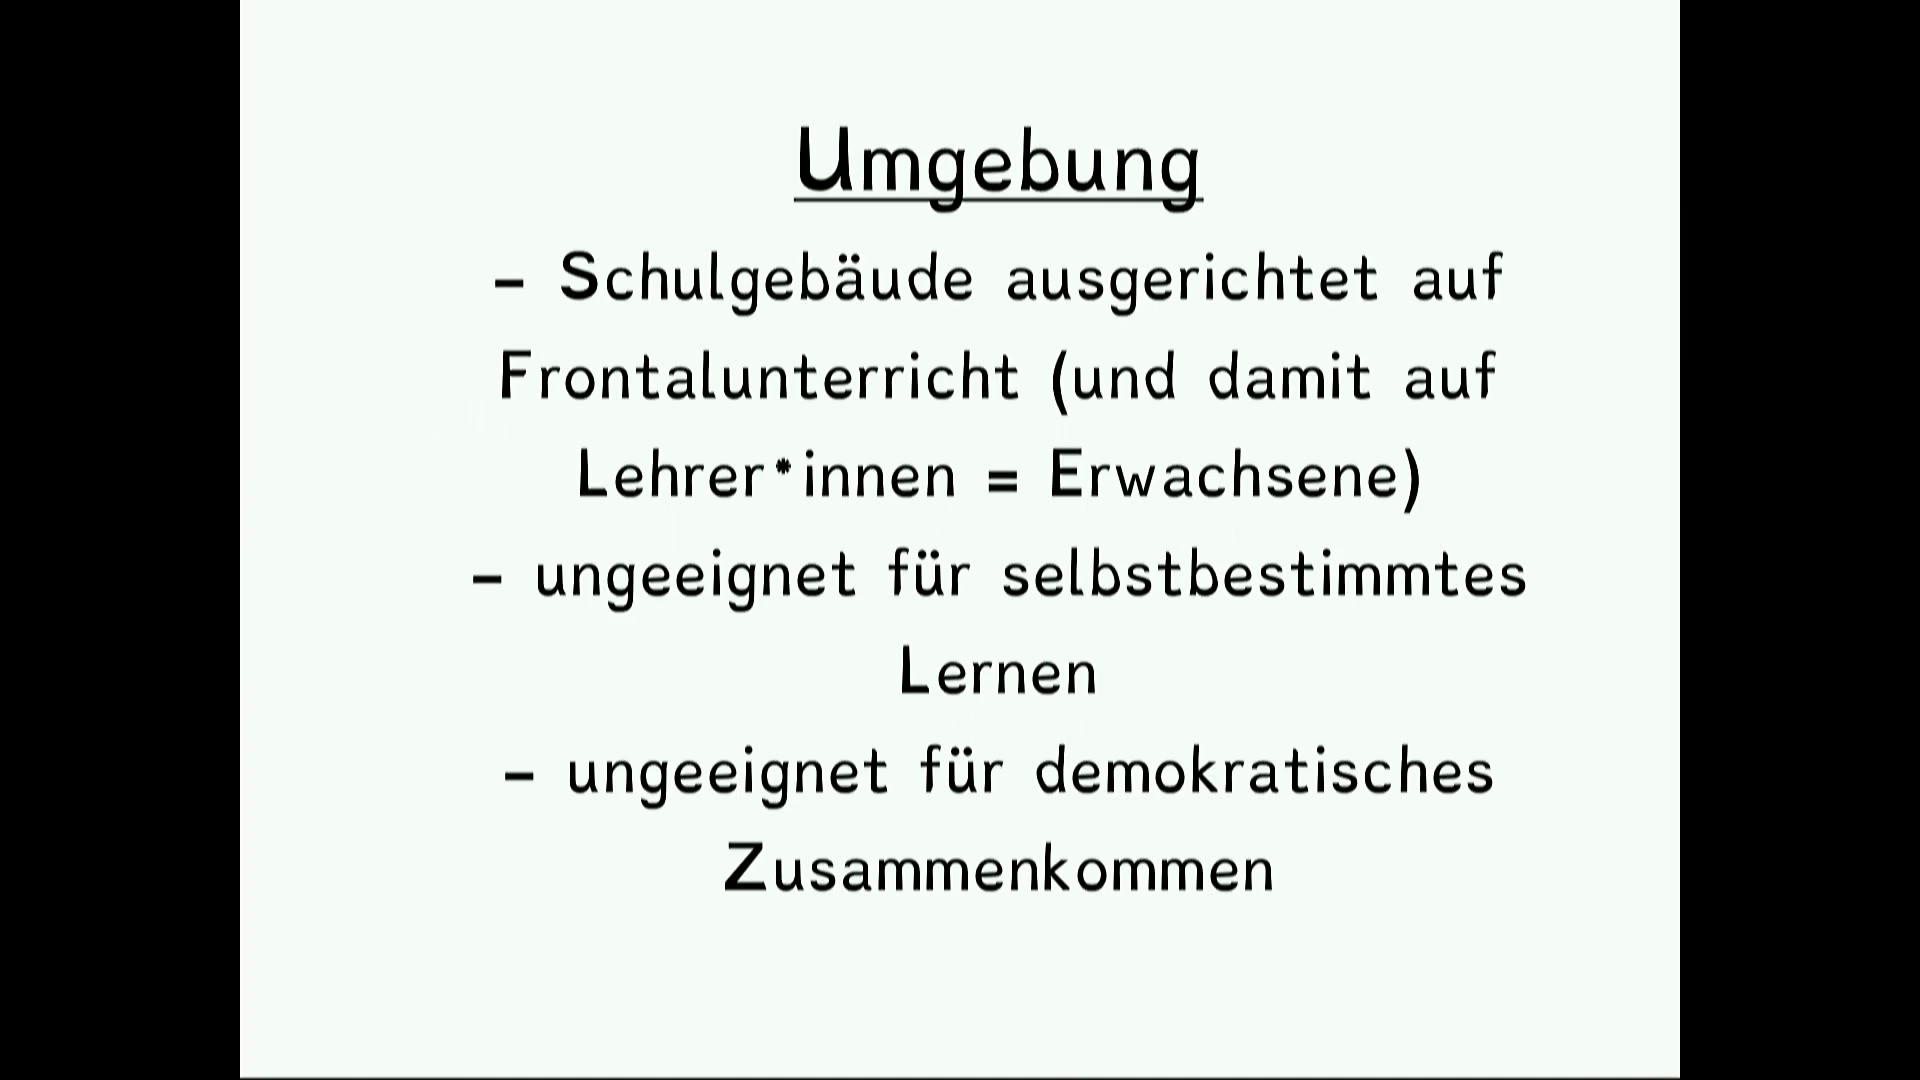 Umgebung
– Schulgebäude ausgerichtet auf
Frontalunterricht (und damit auf
Lehrer*innen = Erwachsene)
– ungeeignet für selbstbestimmtes
Lernen
– ungeeignet für demokratisches
Zusammenkommen